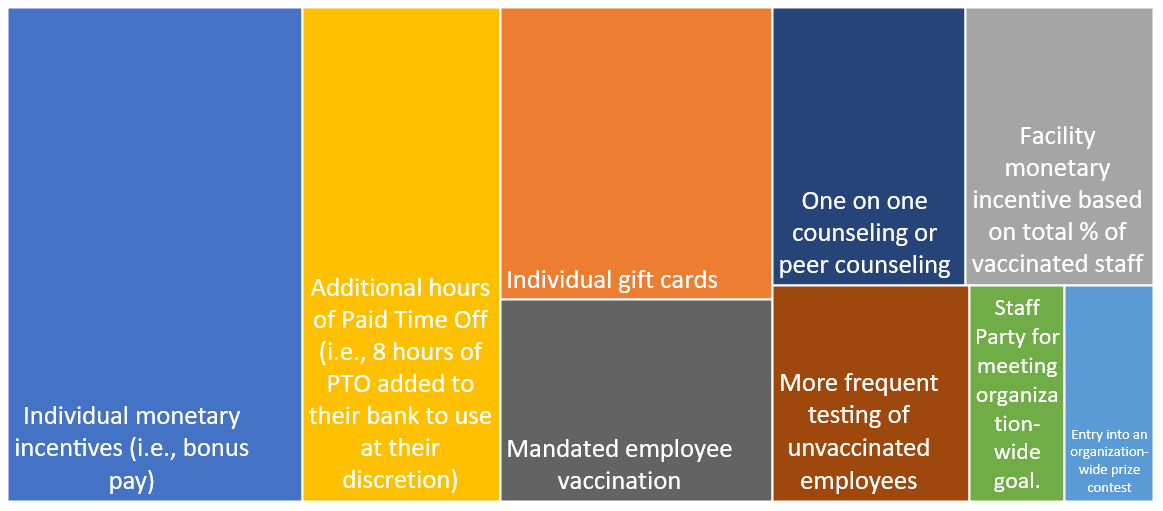 Individual monetary
incentives (i.e., bonus
pay)
Additional hours
of Paid Time Off
(i.e., 8 hours of
PTO added to
their bank to use
at their
discretion)
Individual gift cards
Mandated employee
vaccination
One on one
counseling or
peer counseling
Facility
monetary
incentive based
on total % of
vaccinated staff
More frequent
testing of
unvaccinated
employees
Staff
Party for
meeting
organiza
tion-
wide
goal.
Entry into an
organization-
wide prize
contest